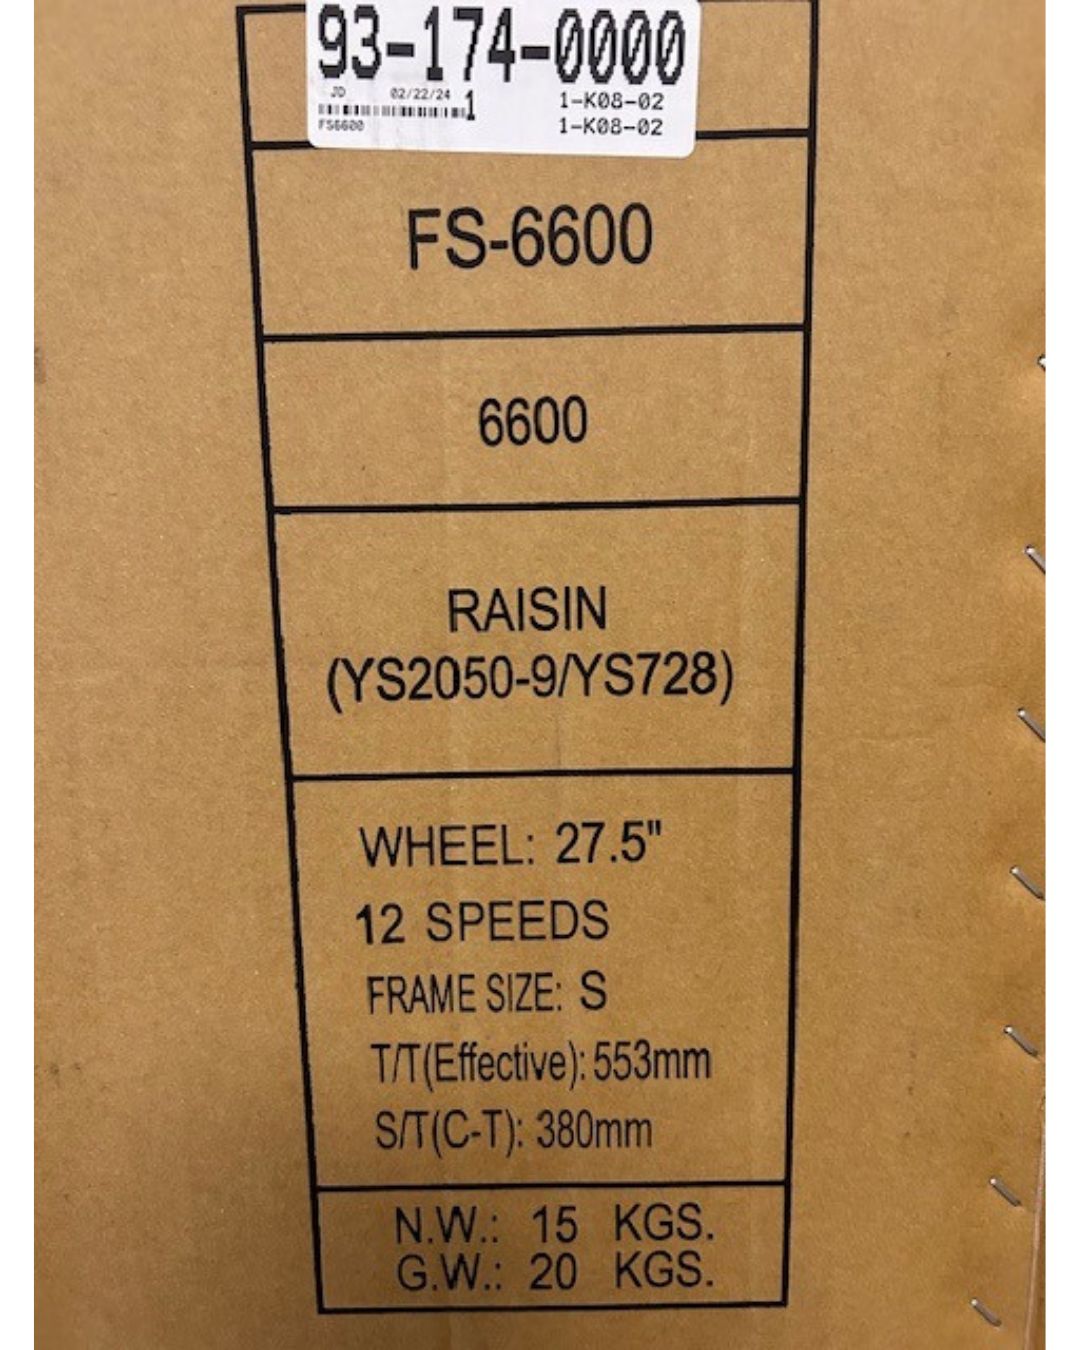 93-174-0000
JD 02/22/24 1 1-K08-02
FS6600 1-K08-02
FS-6600
6600
RAISIN
(YS2050-9/YS728)
WHEEL: 27.5"
12 SPEEDS
FRAME SIZE: S
T/T(Effective): 553mm
S/T(C-T): 380mm
N.W.: 15 KGS.
G.W.: 20 KGS.